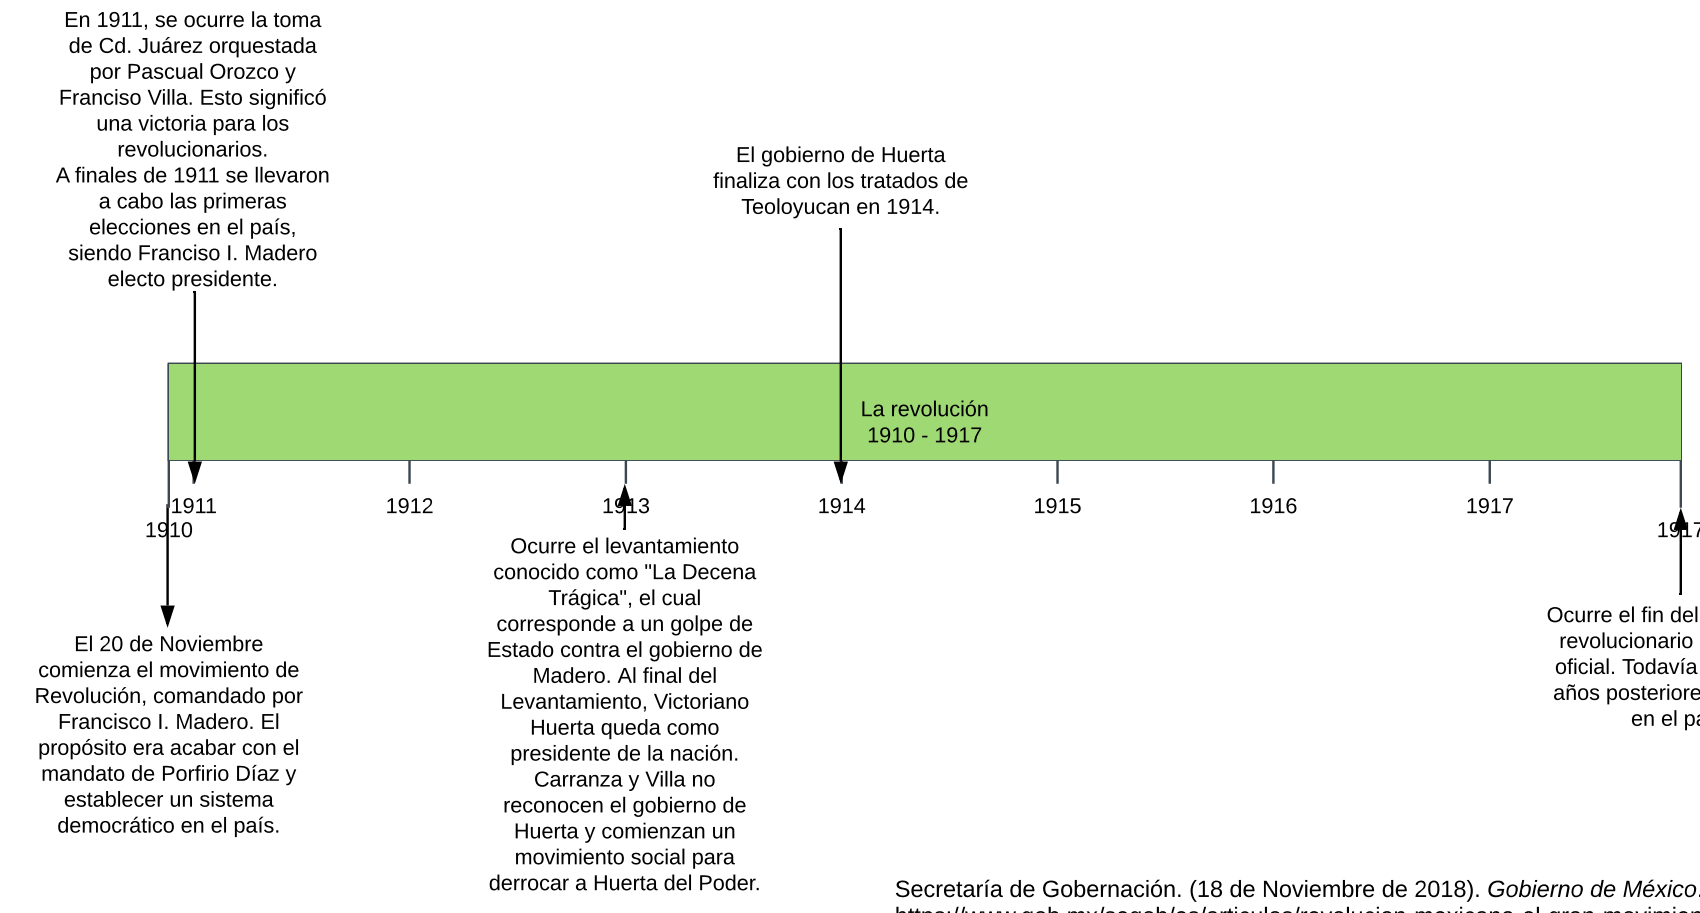 En 1911, se ocurre la toma
de Cd. Juárez orquestada
por Pascual Orozco y
Franciso Villa. Esto significó
una victoria para los
revolucionarios.
A finales de 1911 se llevaron
a cabo las primeras
elecciones en el país,
siendo Franciso I. Madero
electo presidente.
El gobierno de Huerta
finaliza con los tratados de
Teoloyucan en 1914.
La revolución
1910 - 1917
1911 1912 1913 1914 1915 1916 1917
1910 1917
Ocurre el levantamiento
conocido como "La Decena
Trágica", el cual
corresponde a un golpe de
Estado contra el gobierno de
Madero. Al final del
Levantamiento, Victoriano
Huerta queda como
presidente de la nación.
Carranza y Villa no
reconocen el gobierno de
Huerta y comienzan un
movimiento social para
derrocar a Huerta del Poder.
El 20 de Noviembre
comienza el movimiento de
Revolución, comandado por
Francisco I. Madero. El
propósito era acabar con el
mandato de Porfirio Díaz y
establecer un sistema
democrático en el país.
Ocurre el fin del
revolucionario
oficial. Todavía
años posteriore
en el pa
Secretaría de Gobernación. (18 de Noviembre de 2018). Gobierno de México.